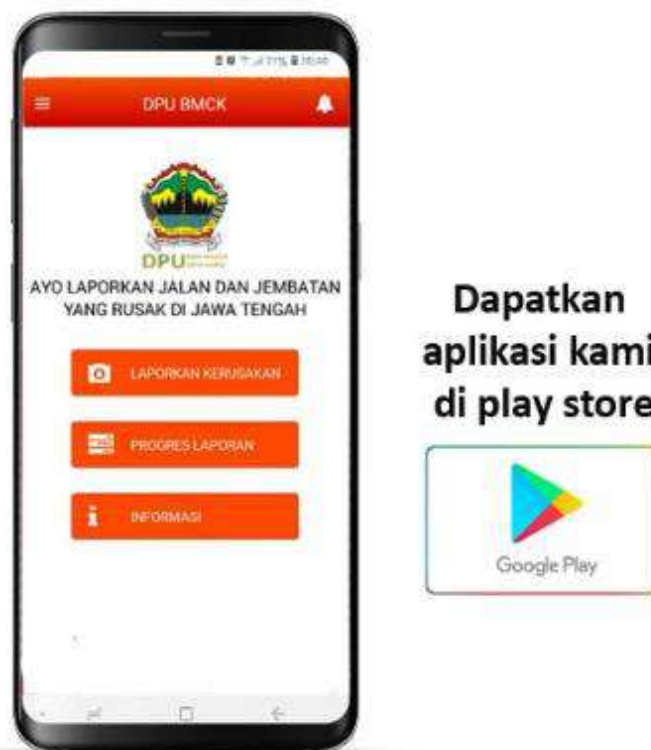 DPU BMCK
DPU
AYO LAPORKAN JALAN DAN JEMBATAN
YANG RUSAK DI JAWA TENGAH
LAPORKAN KERUSAKAN
PROGRES LAPORAN
INFORMASI
Dapatkan
aplikasi kami
di play store
Google Play